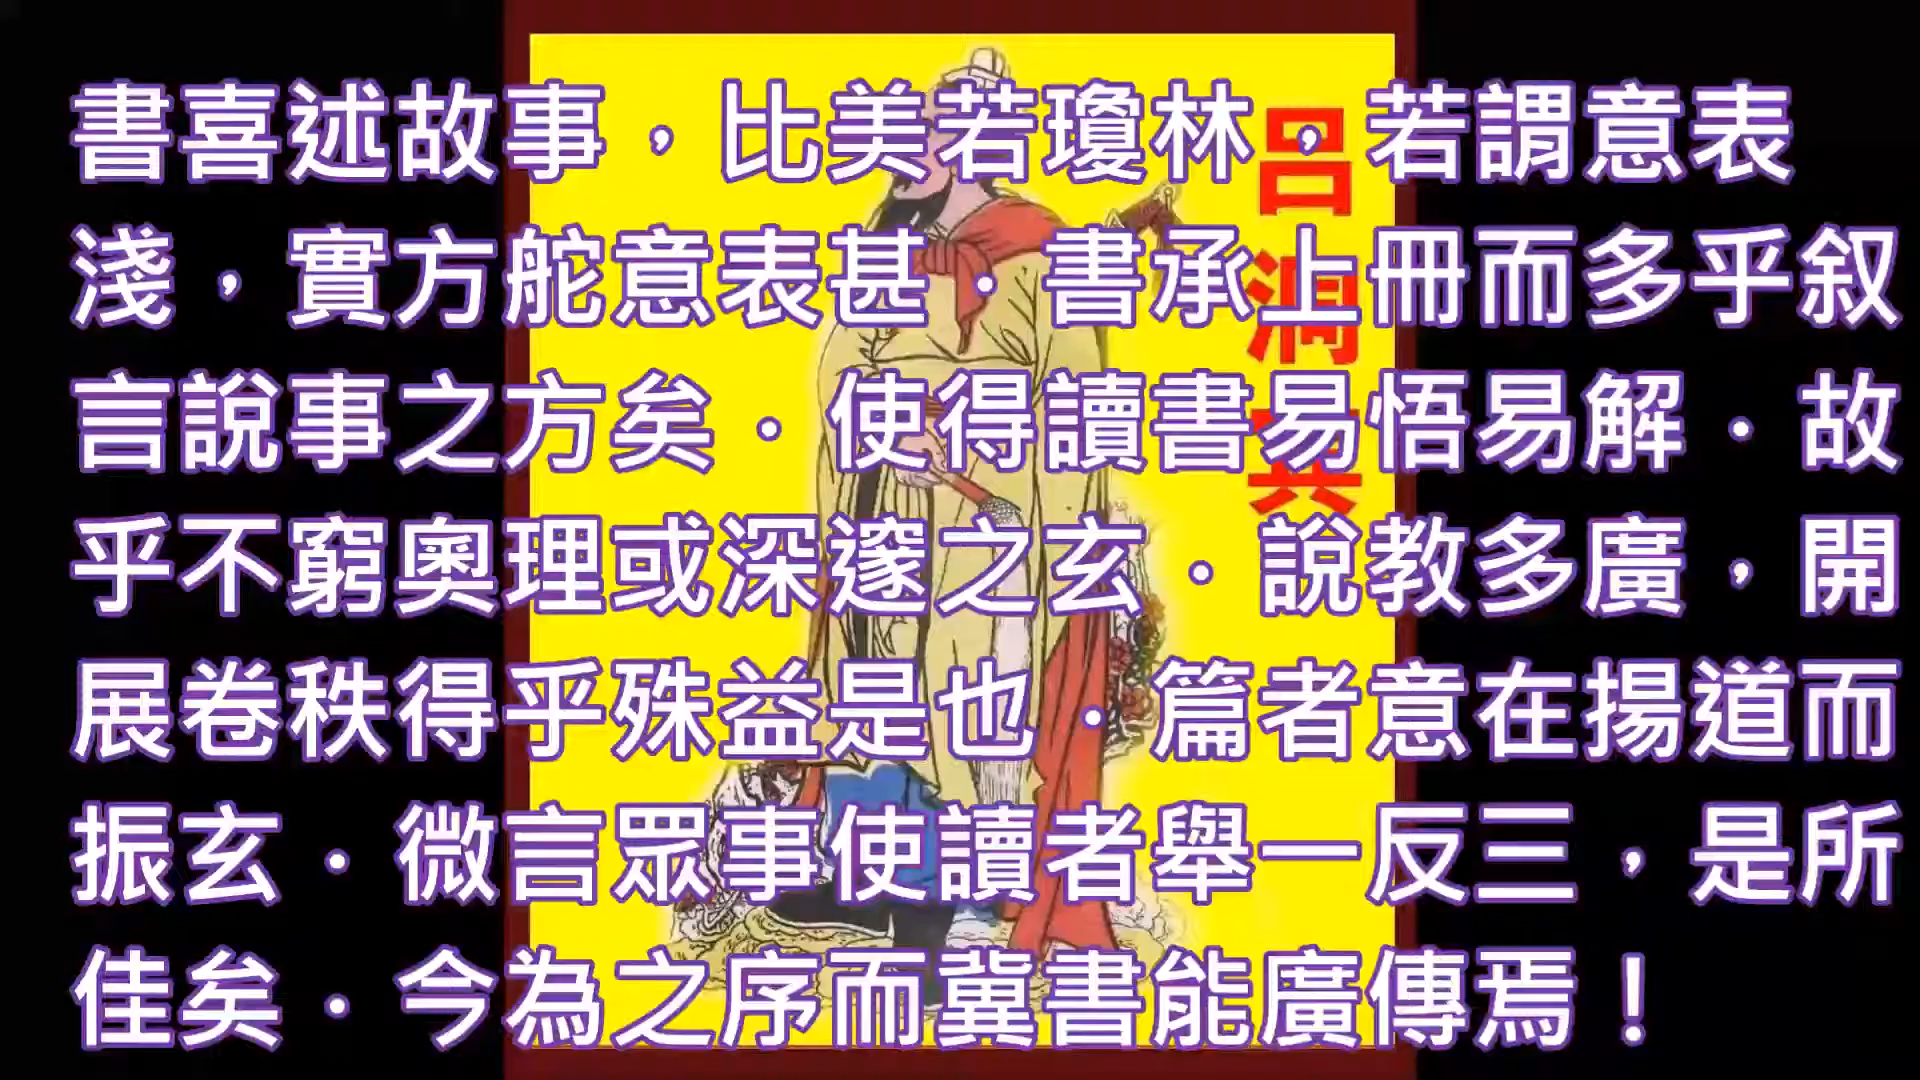 書喜述故事，比美若瓊林，若謂意表
淺，實方舵意表甚．書承上冊而多乎叙
言說事之方矣．使得讀書易悟易解．故
乎不窮奧理或深邃之玄．說教多廣，開
展卷秩得乎殊益是也．篇者意在揚道而
振玄．微言眾事使讀者舉一反三，是所
佳矣．今為之序而冀書能廣傳焉！
呂